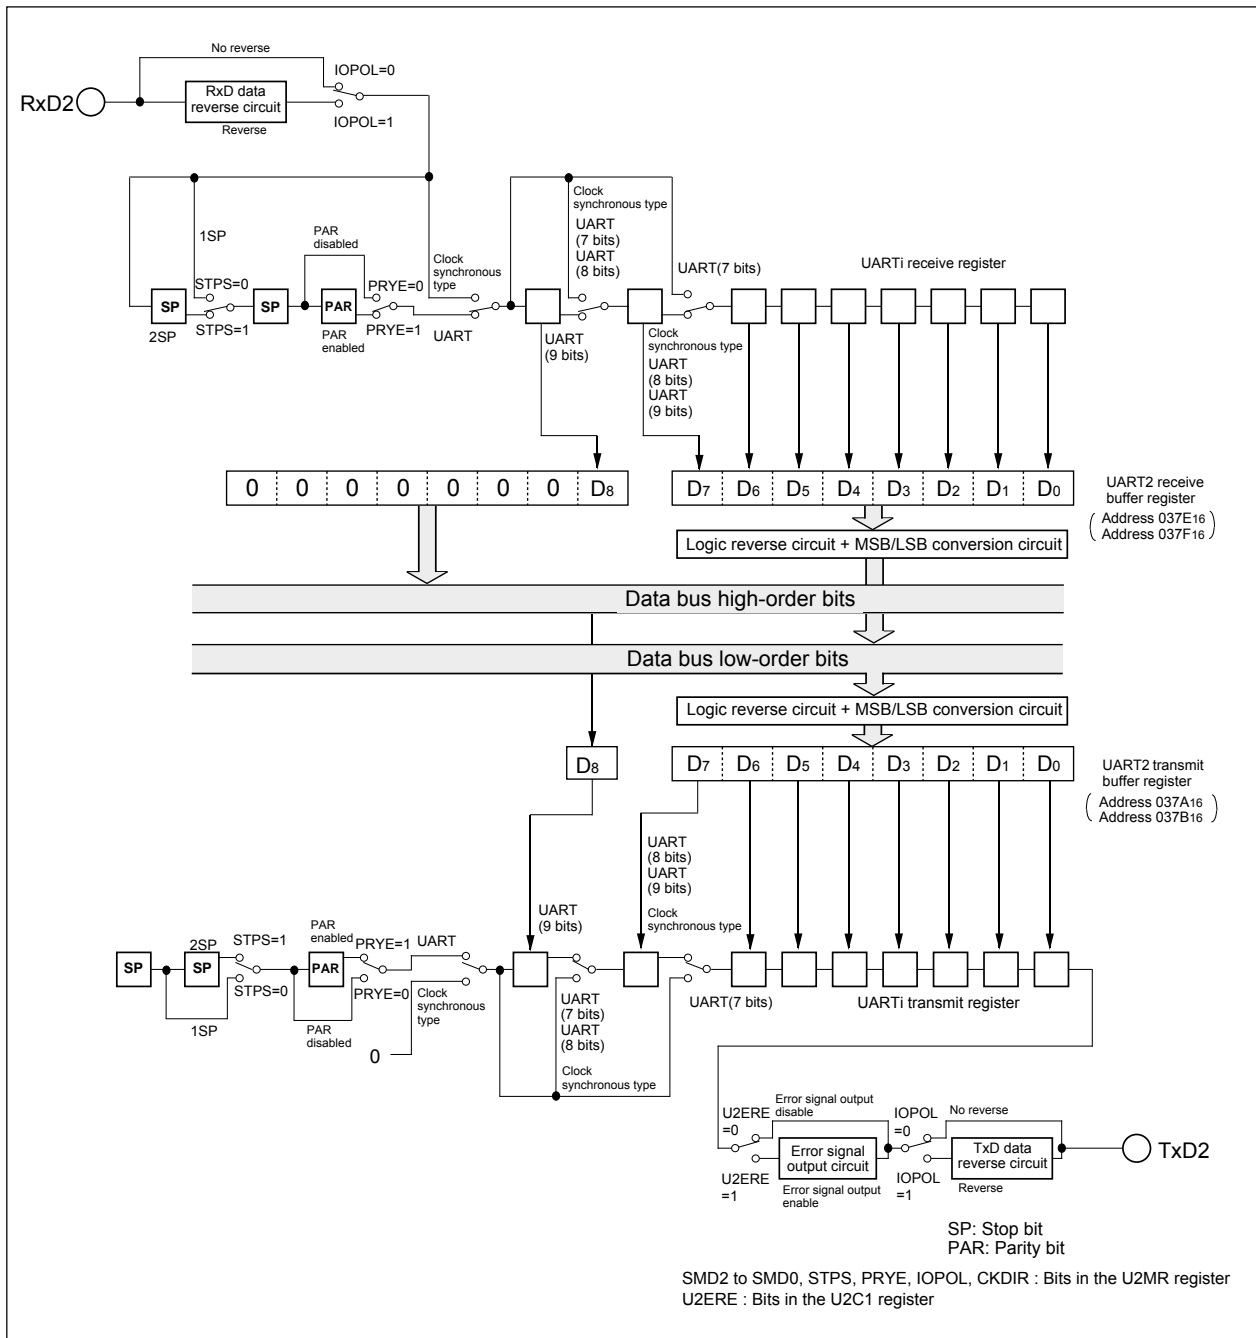 No reverse
IOPOL=0
RxD2
RxD data
reverse circuit
Reverse
IOPOL=1
1SP
PAR
disabled
STPS=0
PRYE=0
Clock
synchronous
type
Clock
synchronous type
UART
(7 bits)
UART
(8 bits)
UART(7 bits)
UARTi receive register
SP
SP
PAR
2SP
STPS=1
PAR
enabled
PRYE=1
UART
UART
(9 bits)
Clock
synchronous type
UART
(8 bits)
UART
(9 bits)
0 0 0 0 0 0 0 D8
D7 D6 D5 D4 D3 D2 D1 D0
UART2 receive
buffer register
( Address 037E16 )
( Address 037F16 )
Logic reverse circuit + MSB/LSB conversion circuit
Data bus high-order bits
Data bus low-order bits
Logic reverse circuit + MSB/LSB conversion circuit
D8
D7 D6 D5 D4 D3 D2 D1 D0
UART2 transmit
buffer register
( Address 037A16 )
( Address 037B16 )
UART
(8 bits)
UART
(9 bits)
UART
(9 bits)
Clock
synchronous type
2SP
STPS=1
PAR
enabled
PRYE=1
UART
SP
SP
PAR
STPS=0
PRYE=0
Clock
synchronous
type
1SP
PAR
disabled
0
UART
(7 bits)
UART
(8 bits)
Clock
synchronous type
UART(7 bits)
UARTi transmit register
U2ERE
=0
Error signal output
disable
IOPOL
=0
No reverse
Error signal
output circuit
TxD data
reverse circuit
TxD2
U2ERE
=1
Error signal output
enable
IOPOL
=1
Reverse
SP: Stop bit
PAR: Parity bit
SMD2 to SMD0, STPS, PRYE, IOPOL, CKDIR : Bits in the U2MR register
U2ERE : Bits in the U2C1 register